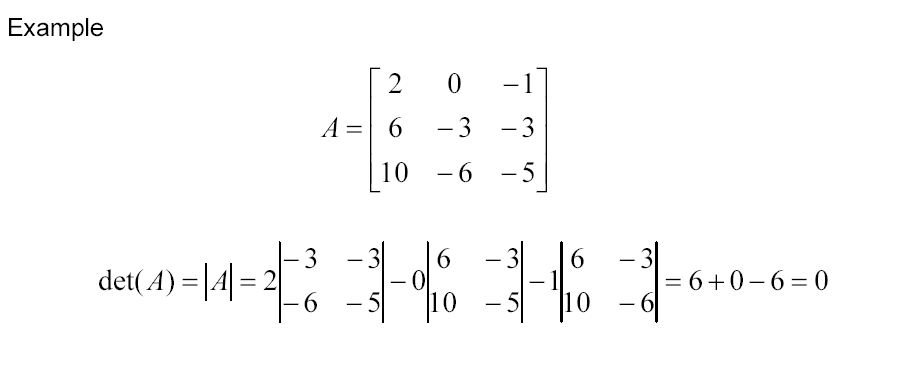 Example
A = [ 2 0 −1
6 −3 −3
10 −6 −5 ]
det(A) = |A| = 2 |−3 −3; −6 −5| − 0 |6 −3; 10 −5| − 1 |6 −3; 10 −6| = 6 + 0 − 6 = 0